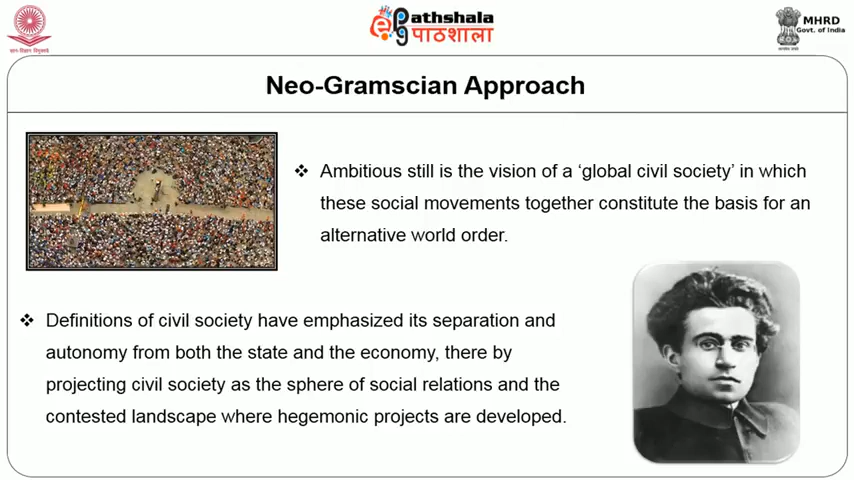 ePathshala
पाठशाला
MHRD
Govt. of India
Neo-Gramscian Approach
❖ Ambitious still is the vision of a ‘global civil society’ in which
these social movements together constitute the basis for an
alternative world order.
❖ Definitions of civil society have emphasized its separation and
autonomy from both the state and the economy, there by
projecting civil society as the sphere of social relations and the
contested landscape where hegemonic projects are developed.